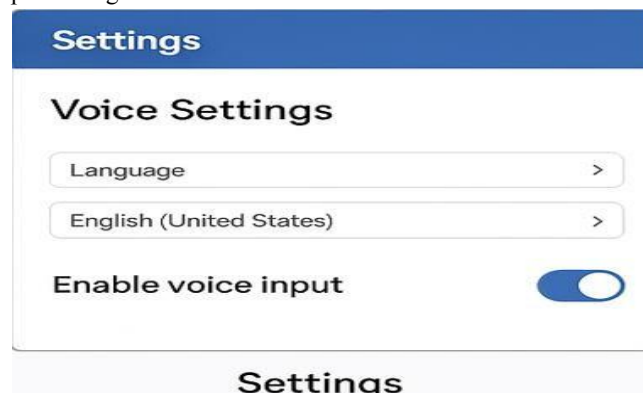 Settings
Voice Settings
Language >
English (United States) >
Enable voice input
Settings